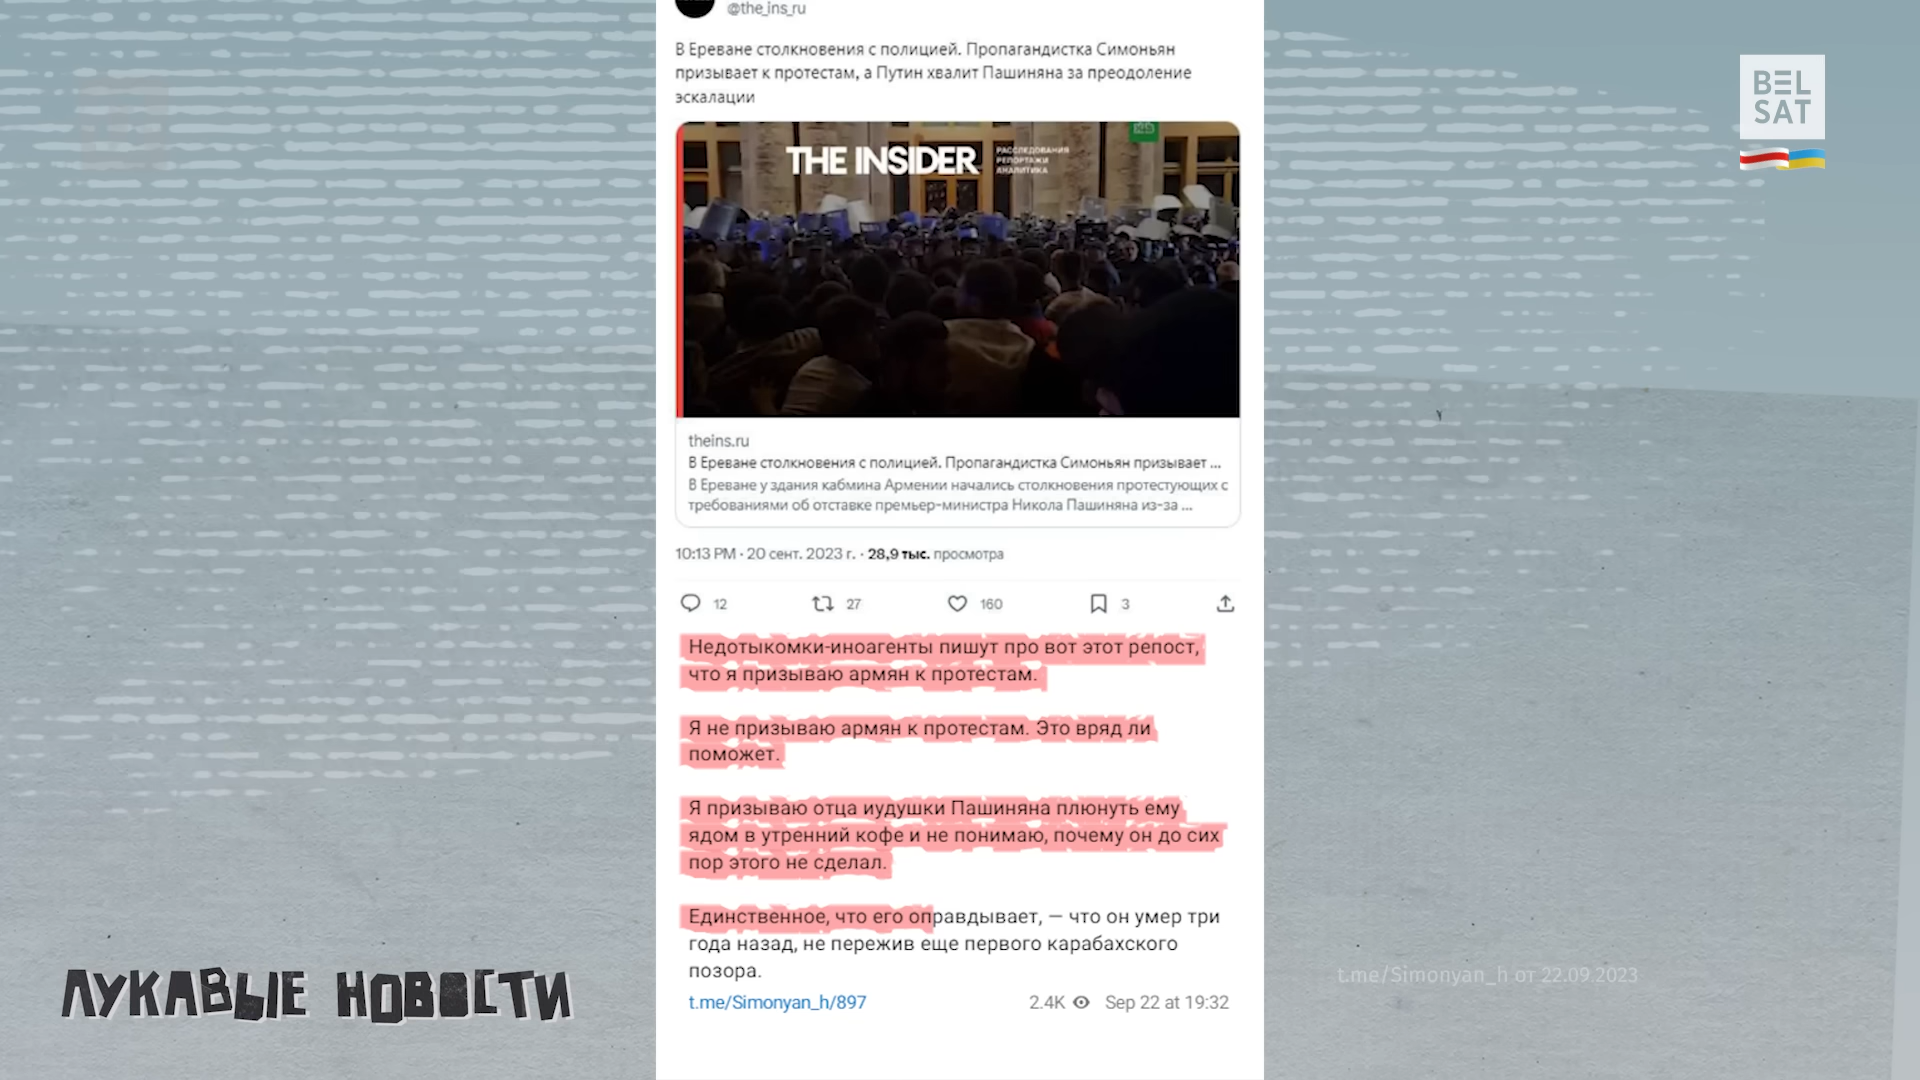 @the_ins_ru
В Ереване столкновения с полицией. Пропагандистка Симоньян
призывает к протестам, а Путин хвалит Пашиняна за преодоление
эскалации
THE INSIDER
РАССЛЕДОВАНИЯ
РЕПОРТАЖИ
АНАЛИТИКА
theins.ru
В Ереване столкновения с полицией. Пропагандистка Симоньян призывает ...
В Ереване у здания кабмина Армении начались столкновения протестующих с
требованиями об отставке премьер-министра Никола Пашиняна из-за ...
10:13 PM · 20 сент. 2023 г. · 28,9 тыс. просмотра
12 27 160 3
Недотыкомки-иноагенты пишут про вот этот репост,
что я призываю армян к протестам.
Я не призываю армян к протестам. Это вряд ли
поможет.
Я призываю отца иудушки Пашиняна плюнуть ему
ядом в утренний кофе и не понимаю, почему он до сих
пор этого не сделал.
Единственное, что его оправдывает, — что он умер три
года назад, не пережив еще первого карабахского
позора.
t.me/Simonyan_h/897 2.4K Sep 22 at 19:32
BEL
SAT
ЛУКАВЫЕ НОВОСТИ
t.me/Simonyan_h от 22.09.2023